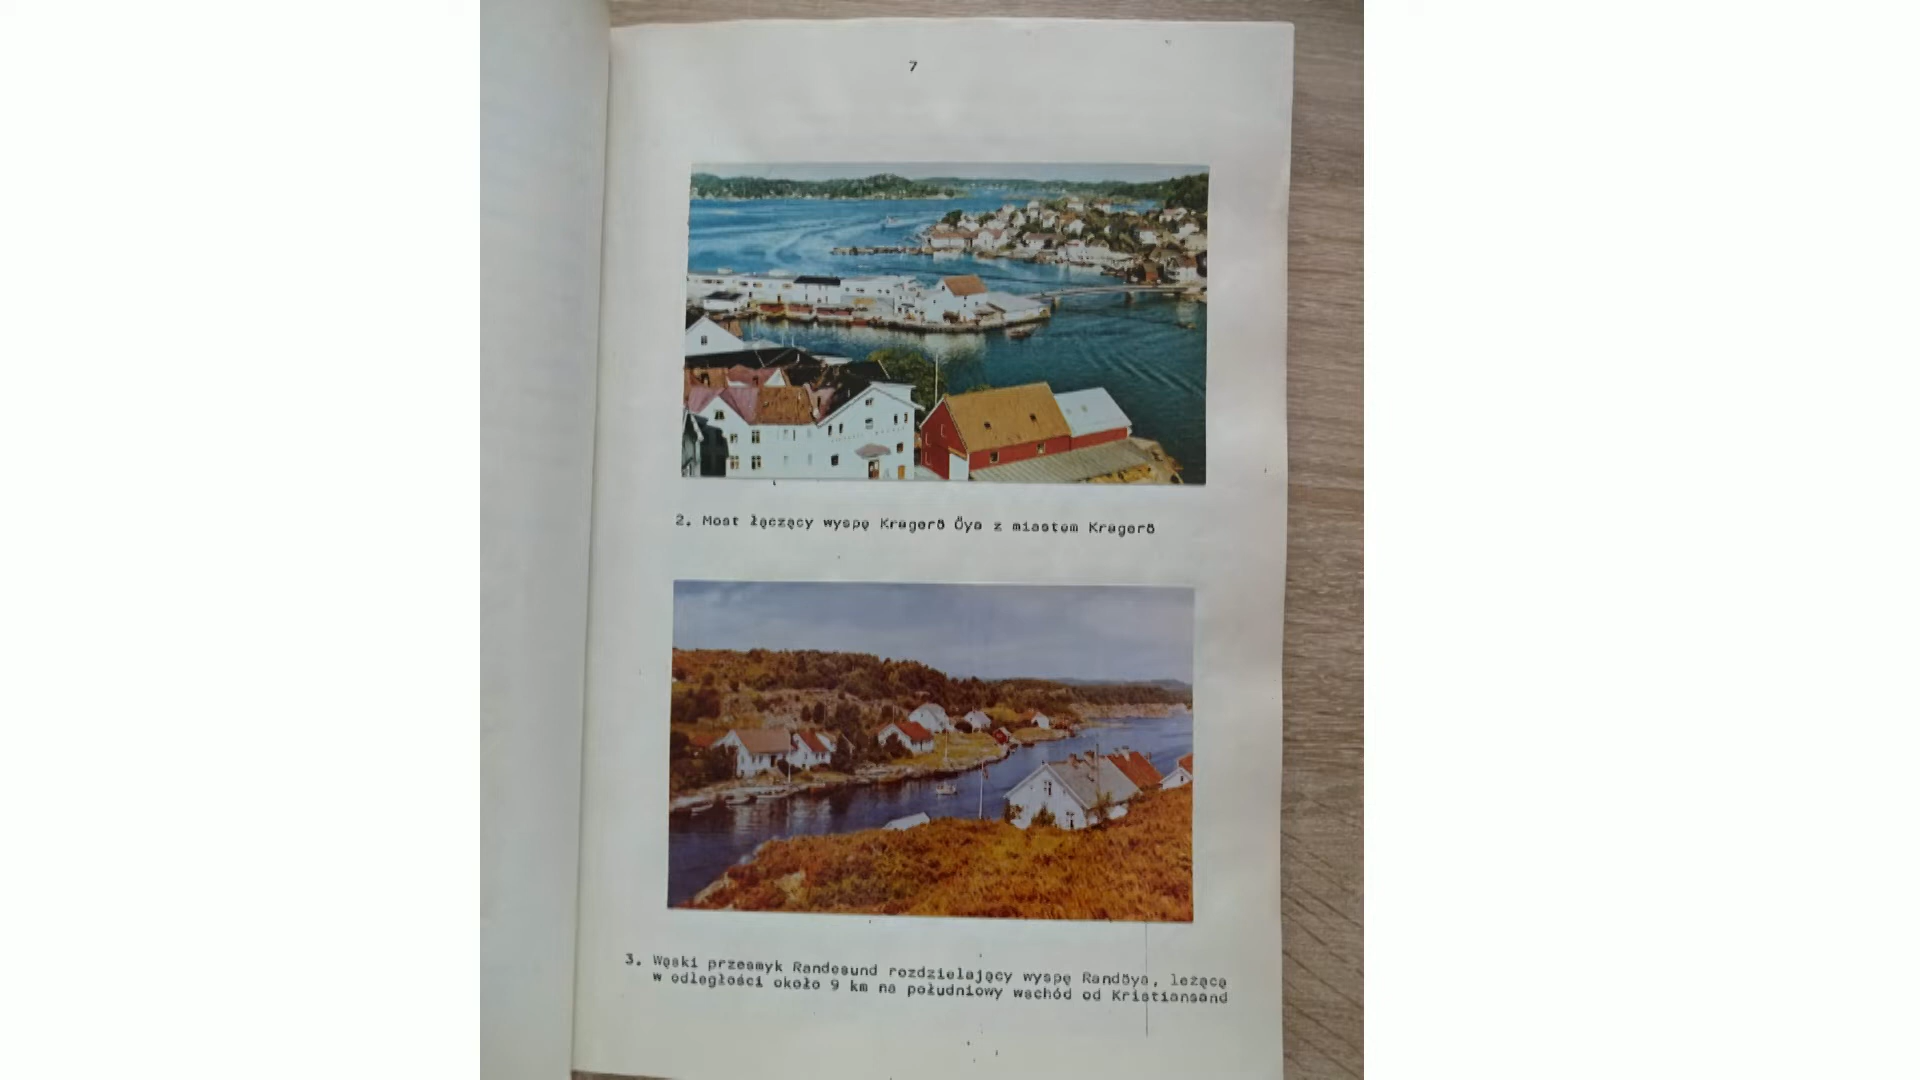 7
2. Most łączący wyspę Kragerö Öya z miastem Kragerö
3. Wąski przesmyk Randesund rozdzielający wyspę Randöya, leżącą
w odległości około 9 km na południowy wschód od Kristiansand